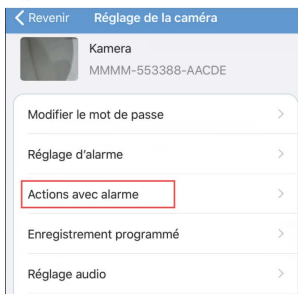 Revenir Réglage de la caméra
Kamera
MMMM-553388-AACDE
Modifier le mot de passe
Réglage d'alarme
Actions avec alarme
Enregistrement programmé
Réglage audio